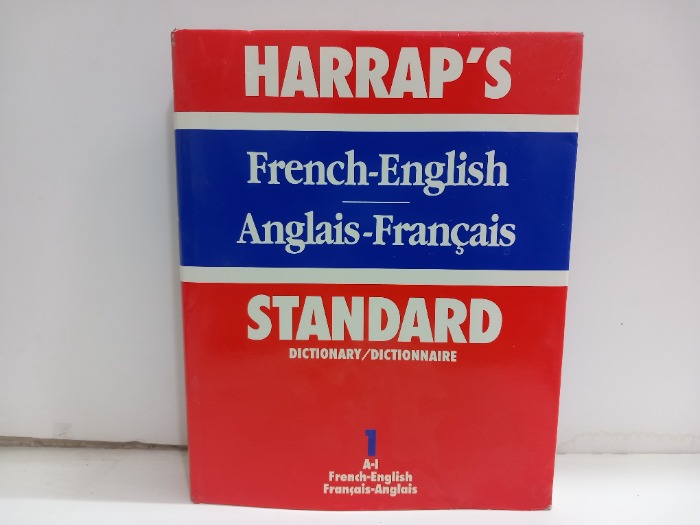 HARRAP'S
French-English
Anglais-Français
STANDARD
DICTIONARY/DICTIONNAIRE
1
A-I
French-English
Français-Anglais